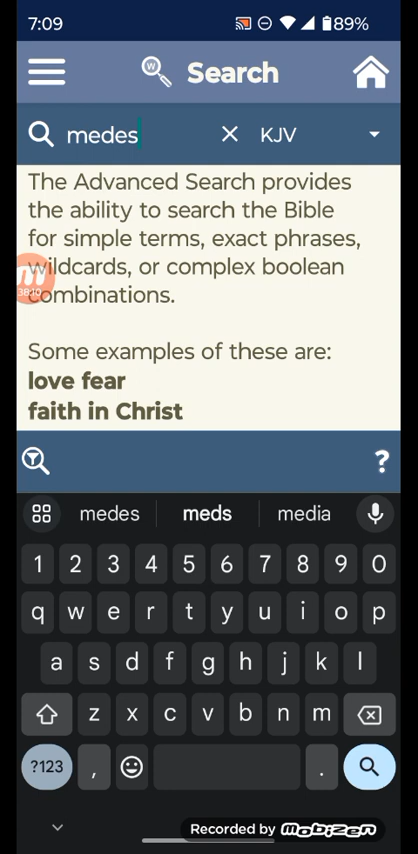 7:09
89%
W
Search
medes
KJV
The Advanced Search provides
the ability to search the Bible
for simple terms, exact phrases,
wildcards, or complex boolean
combinations.
38:10
Some examples of these are:
love fear
faith in Christ
?
medes meds media
1 2 3 4 5 6 7 8 9 0
q w e r t y u i o p
a s d f g h j k l
z x c v b n m
?123 , .
Recorded by mobizen